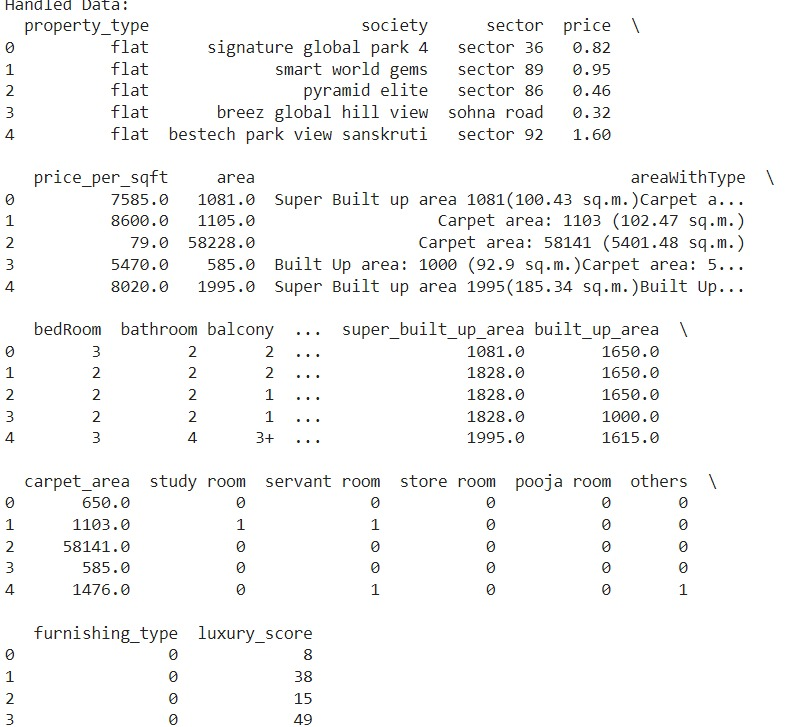 Handled Data:
property_type society sector price \
0 flat signature global park 4 sector 36 0.82
1 flat smart world gems sector 89 0.95
2 flat pyramid elite sector 86 0.46
3 flat breez global hill view sohna road 0.32
4 flat bestech park view sanskruti sector 92 1.60
price_per_sqft area areaWithType \
0 7585.0 1081.0 Super Built up area 1081(100.43 sq.m.)Carpet a...
1 8600.0 1105.0 Carpet area: 1103 (102.47 sq.m.)
2 79.0 58228.0 Carpet area: 58141 (5401.48 sq.m.)
3 5470.0 585.0 Built Up area: 1000 (92.9 sq.m.)Carpet area: 5...
4 8020.0 1995.0 Super Built up area 1995(185.34 sq.m.)Built Up...
bedRoom bathroom balcony ... super_built_up_area built_up_area \
0 3 2 2 ... 1081.0 1650.0
1 2 2 2 ... 1828.0 1650.0
2 2 2 1 ... 1828.0 1650.0
3 2 2 1 ... 1828.0 1000.0
4 3 4 3+ ... 1995.0 1615.0
carpet_area study room servant room store room pooja room others \
0 650.0 0 0 0 0 0
1 1103.0 1 1 0 0 0
2 58141.0 0 0 0 0 0
3 585.0 0 0 0 0 0
4 1476.0 0 1 0 0 1
furnishing_type luxury_score
0 0 8
1 0 38
2 0 15
3 0 49